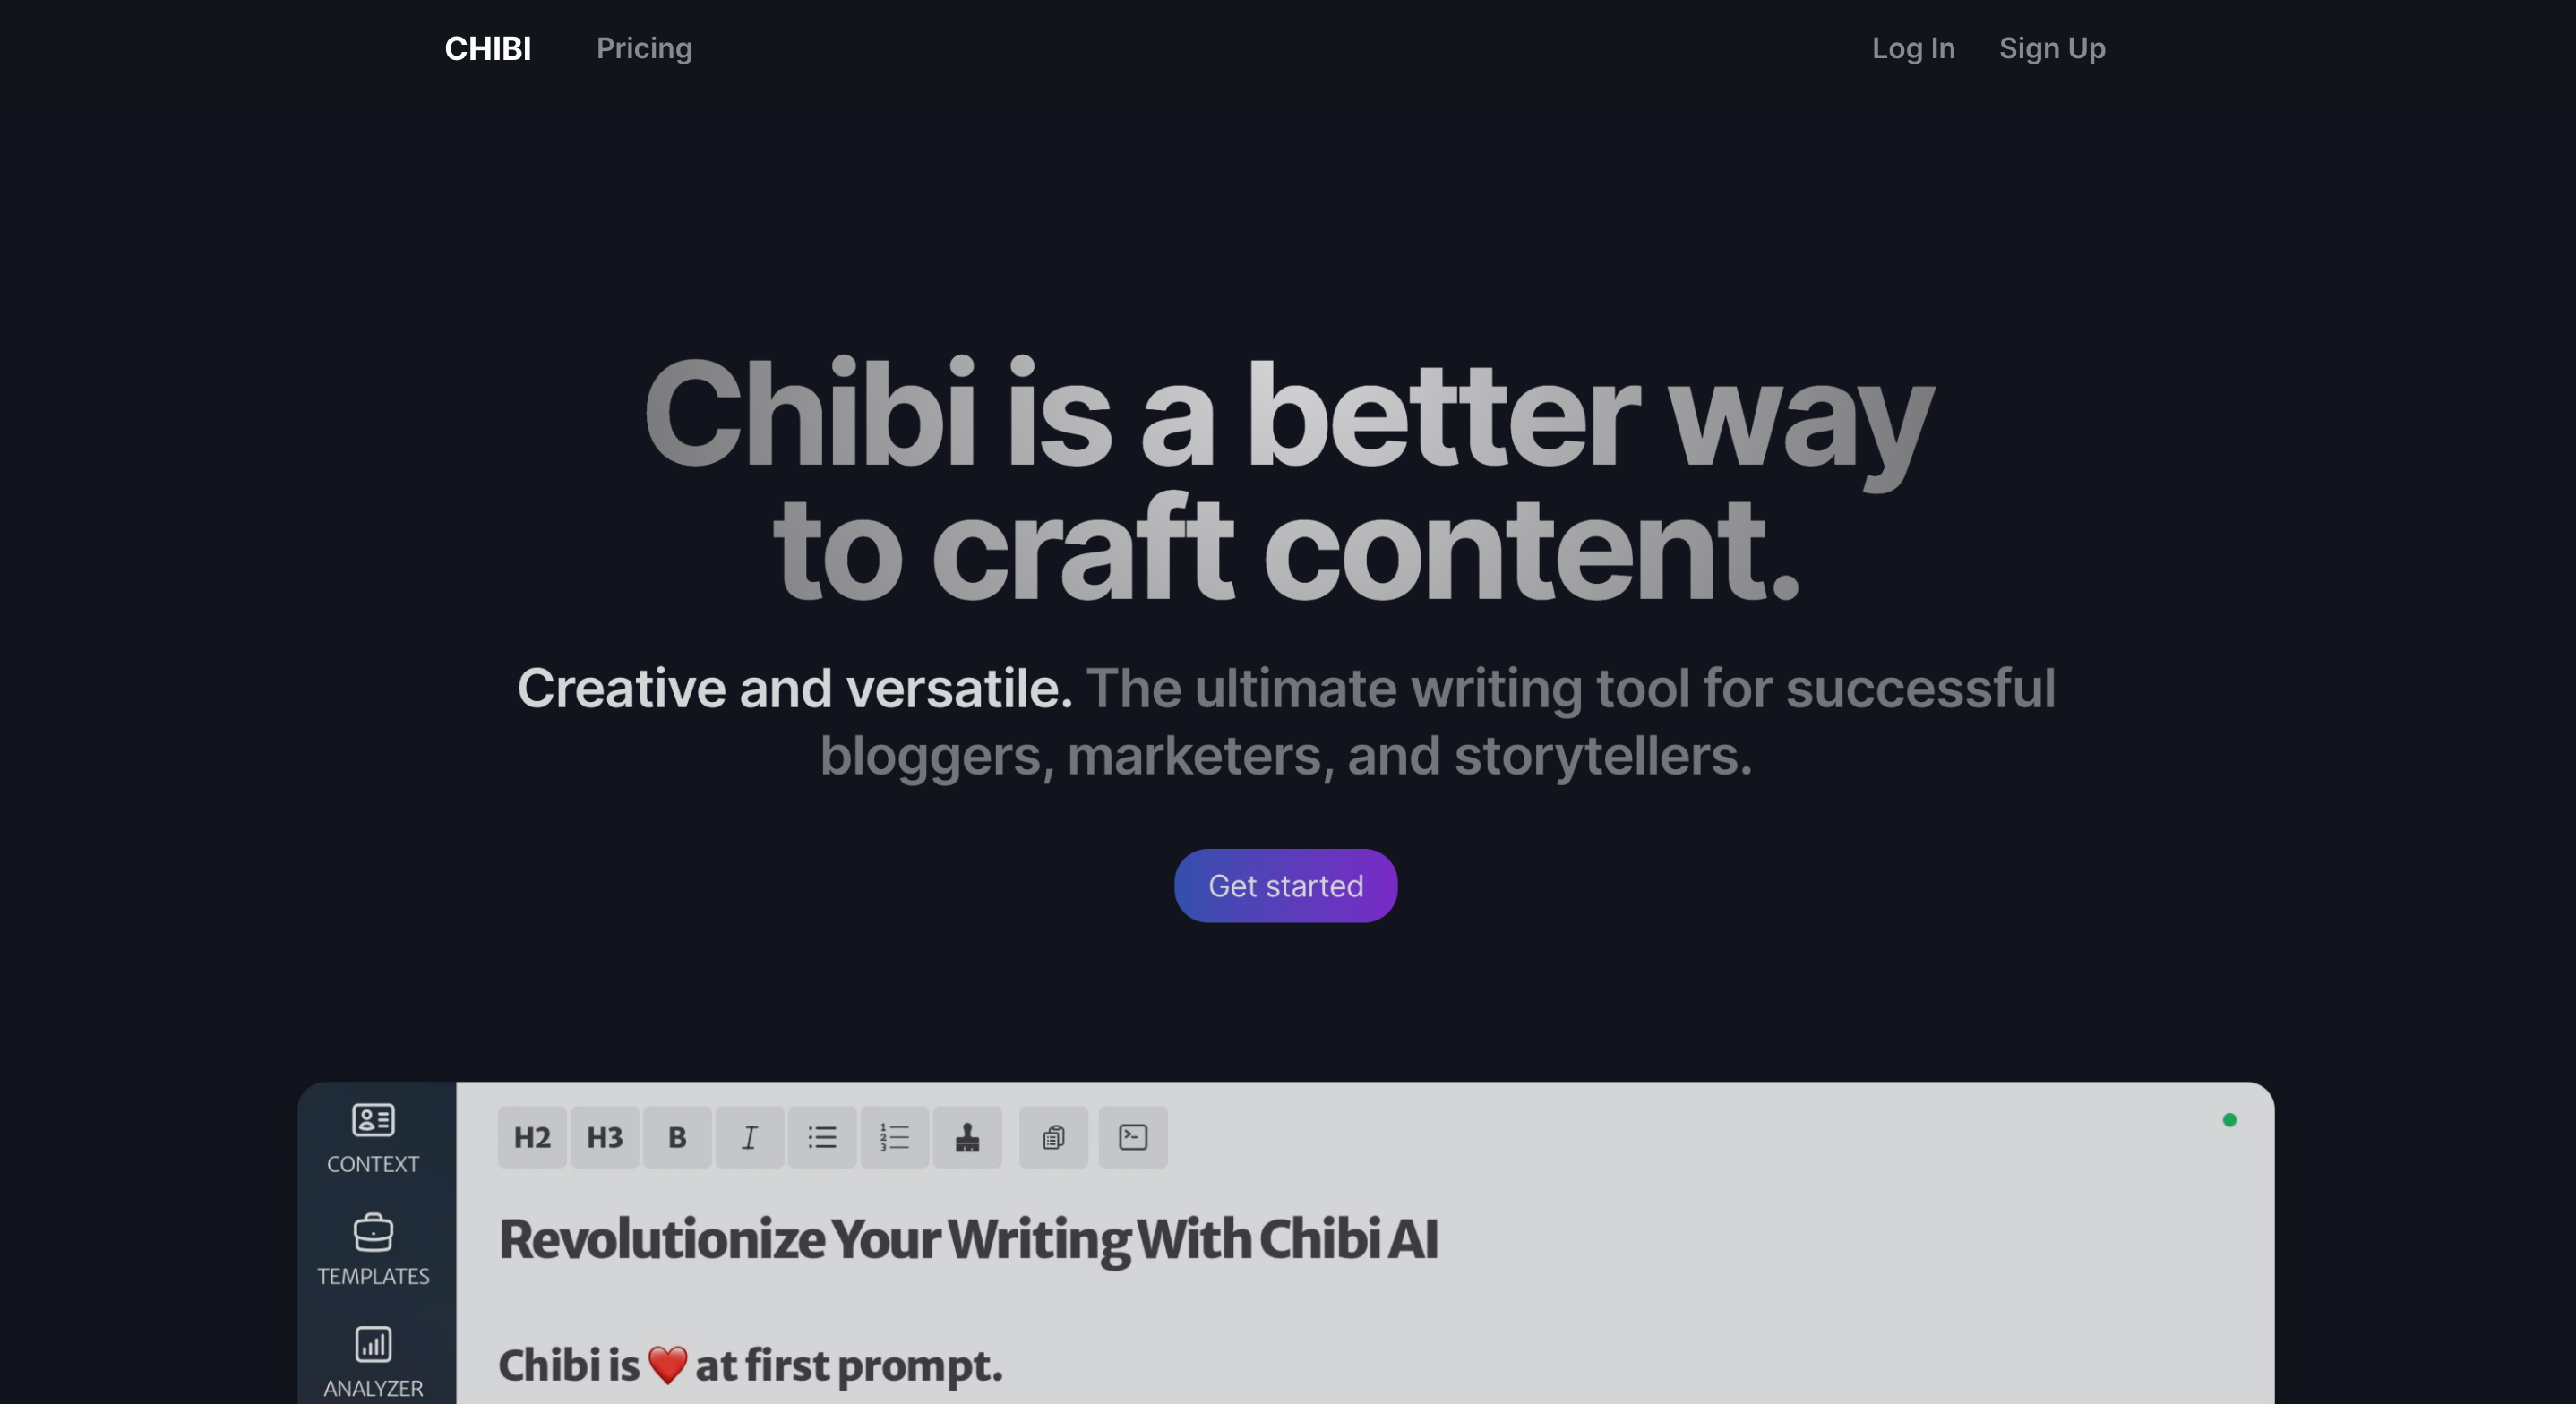 CHIBI Pricing Log In Sign Up
Chibi is a better way
to craft content.
Creative and versatile. The ultimate writing tool for successful
bloggers, marketers, and storytellers.
Get started
CONTEXT
TEMPLATES
ANALYZER
H2 H3 B I
Revolutionize Your Writing With Chibi AI
Chibi is ❤️ at first prompt.